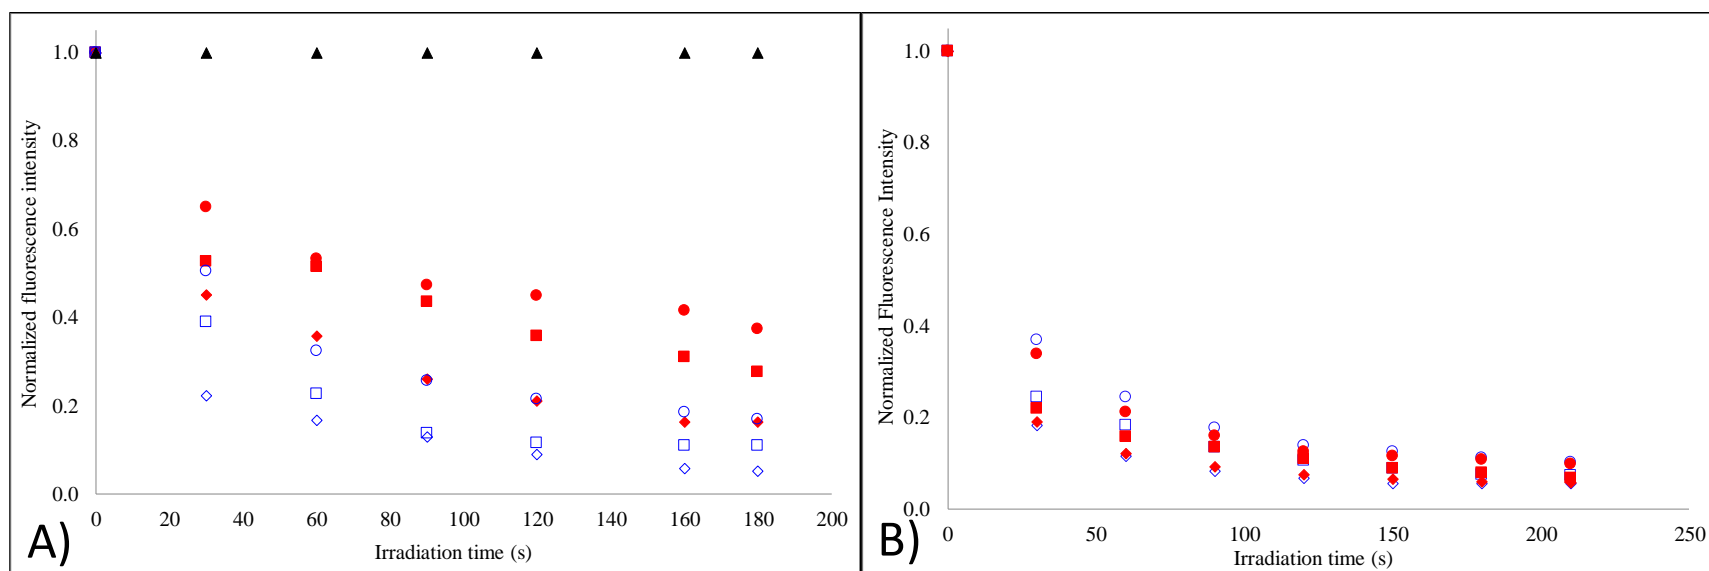 Normalized fluorescence intensity
1.0
0.8
0.6
0.4
0.2
0.0
0 20 40 60 80 100 120 140 160 180 200
Irradiation time (s)
A)
Normalized Fluorescence Intensity
1.0
0.8
0.6
0.4
0.2
0.0
0 50 100 150 200 250
Irradiation time (s)
B)